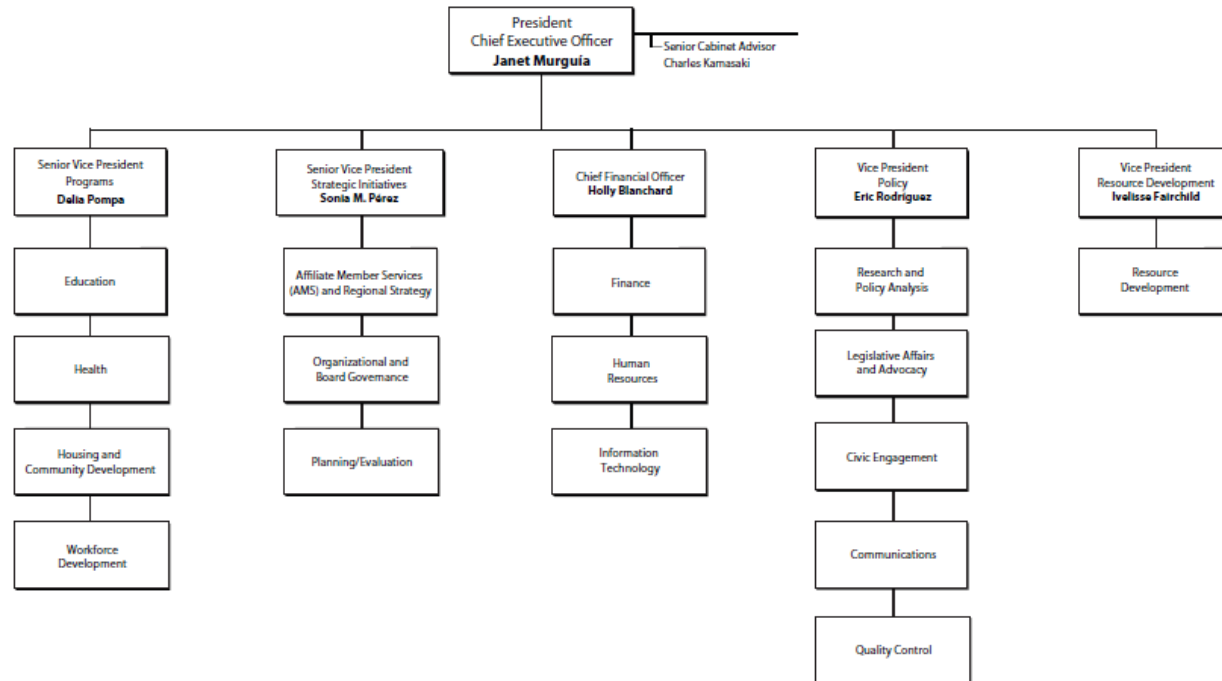 President
Chief Executive Officer
Janet Murguía
Senior Cabinet Advisor
Charles Kamasaki
Senior Vice President
Programs
Delia Pompa
Senior Vice President
Strategic Initiatives
Sonia M. Pérez
Chief Financial Officer
Holly Blanchard
Vice President
Policy
Eric Rodríguez
Vice President
Resource Development
Ivelisse Fairchild
Education
Affiliate Member Services
(AMS) and Regional Strategy
Finance
Research and
Policy Analysis
Resource
Development
Health
Organizational and
Board Governance
Human
Resources
Legislative Affairs
and Advocacy
Housing and
Community Development
Planning/Evaluation
Information
Technology
Civic Engagement
Workforce
Development
Communications
Quality Control